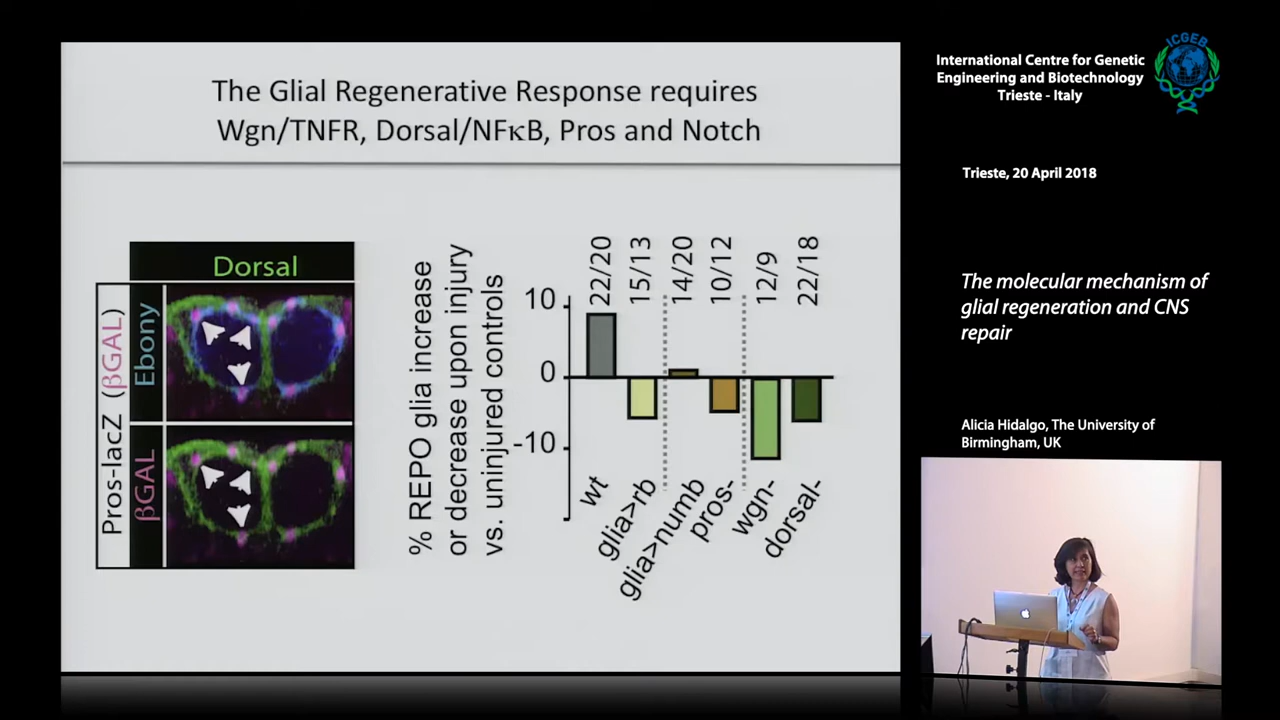 The Glial Regenerative Response requires
Wgn/TNFR, Dorsal/NFκB, Pros and Notch
Dorsal
Pros-lacZ (βGAL)
Ebony
βGAL
% REPO glia increase
or decrease upon injury
vs. uninjured controls
10
0
-10
22/20
15/13
14/20
10/12
12/9
22/18
wt
glia>rb
glia>numb
pros-
wgn-
dorsal-
International Centre for Genetic
Engineering and Biotechnology
Trieste - Italy
ICGEB
Trieste, 20 April 2018
The molecular mechanism of
glial regeneration and CNS
repair
Alicia Hidalgo, The University of
Birmingham, UK